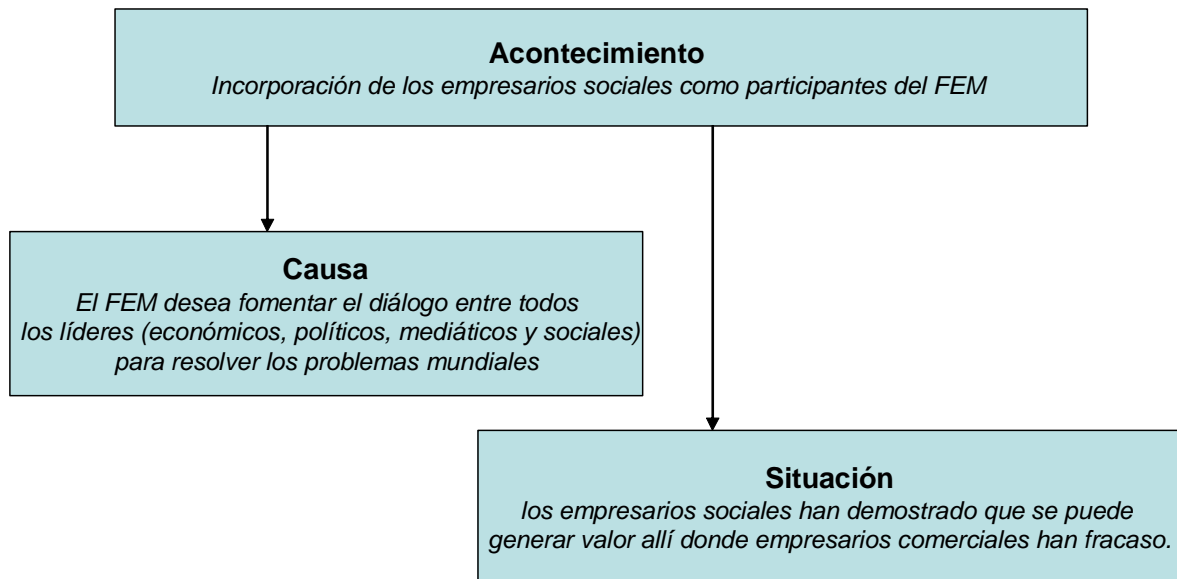 Acontecimiento
Incorporación de los empresarios sociales como participantes del FEM
Causa
El FEM desea fomentar el diálogo entre todos
los líderes (económicos, políticos, mediáticos y sociales)
para resolver los problemas mundiales
Situación
los empresarios sociales han demostrado que se puede
generar valor allí donde empresarios comerciales han fracaso.